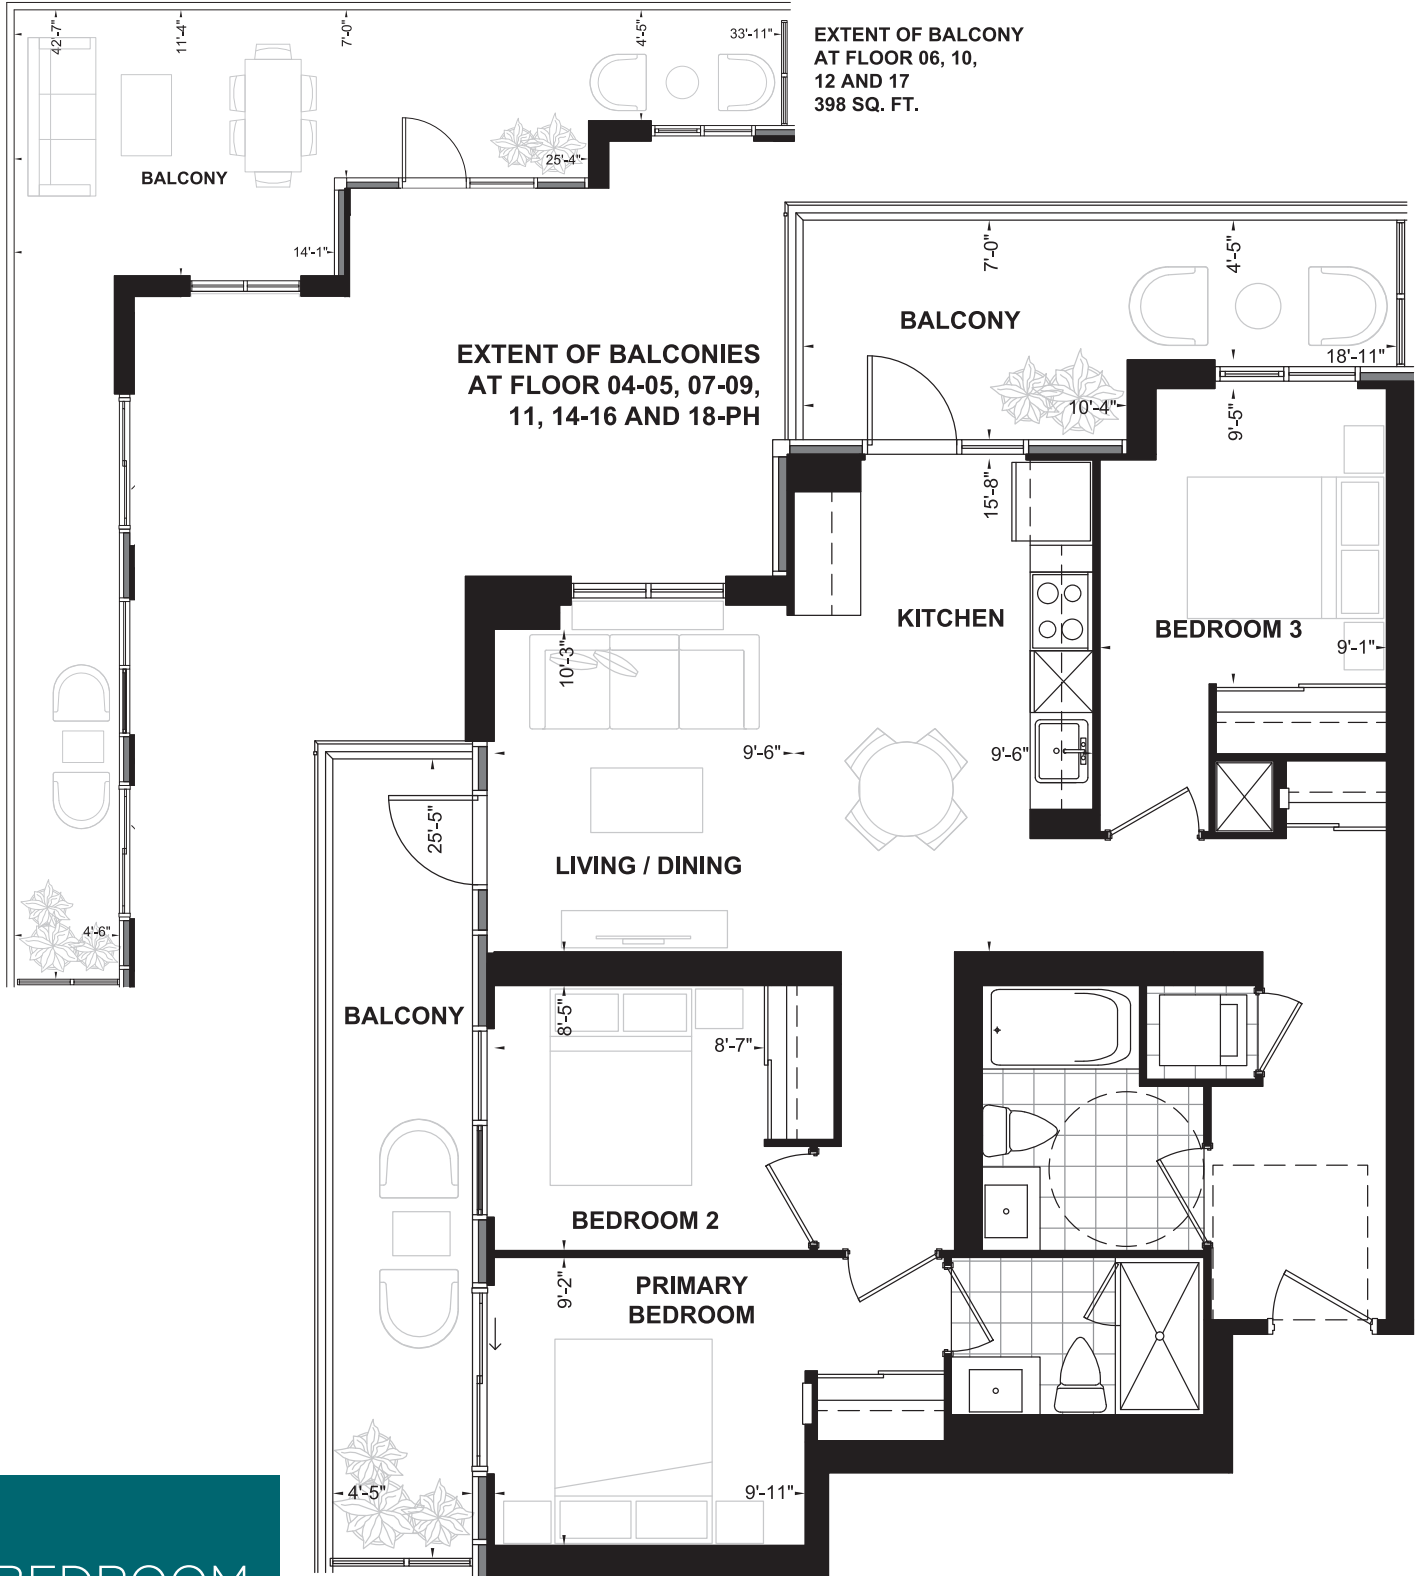 42'-7"
11'-4"
7'-0"
4'-5"
33'-11"
EXTENT OF BALCONY
AT FLOOR 06, 10,
12 AND 17
398 SQ. FT.
25'-4"
BALCONY
14'-1"
7'-0"
4'-5"
BALCONY
EXTENT OF BALCONIES
AT FLOOR 04-05, 07-09,
11, 14-16 AND 18-PH
18'-11"
10'-4"
9'-5"
15'-8"
KITCHEN
BEDROOM 3
9'-1"
10'-3"
9'-6"
9'-6"
25'-5"
LIVING / DINING
4'-6"
BALCONY
8'-5"
8'-7"
BEDROOM 2
9'-2"
PRIMARY
BEDROOM
4'-5"
9'-11"
BEDROOM